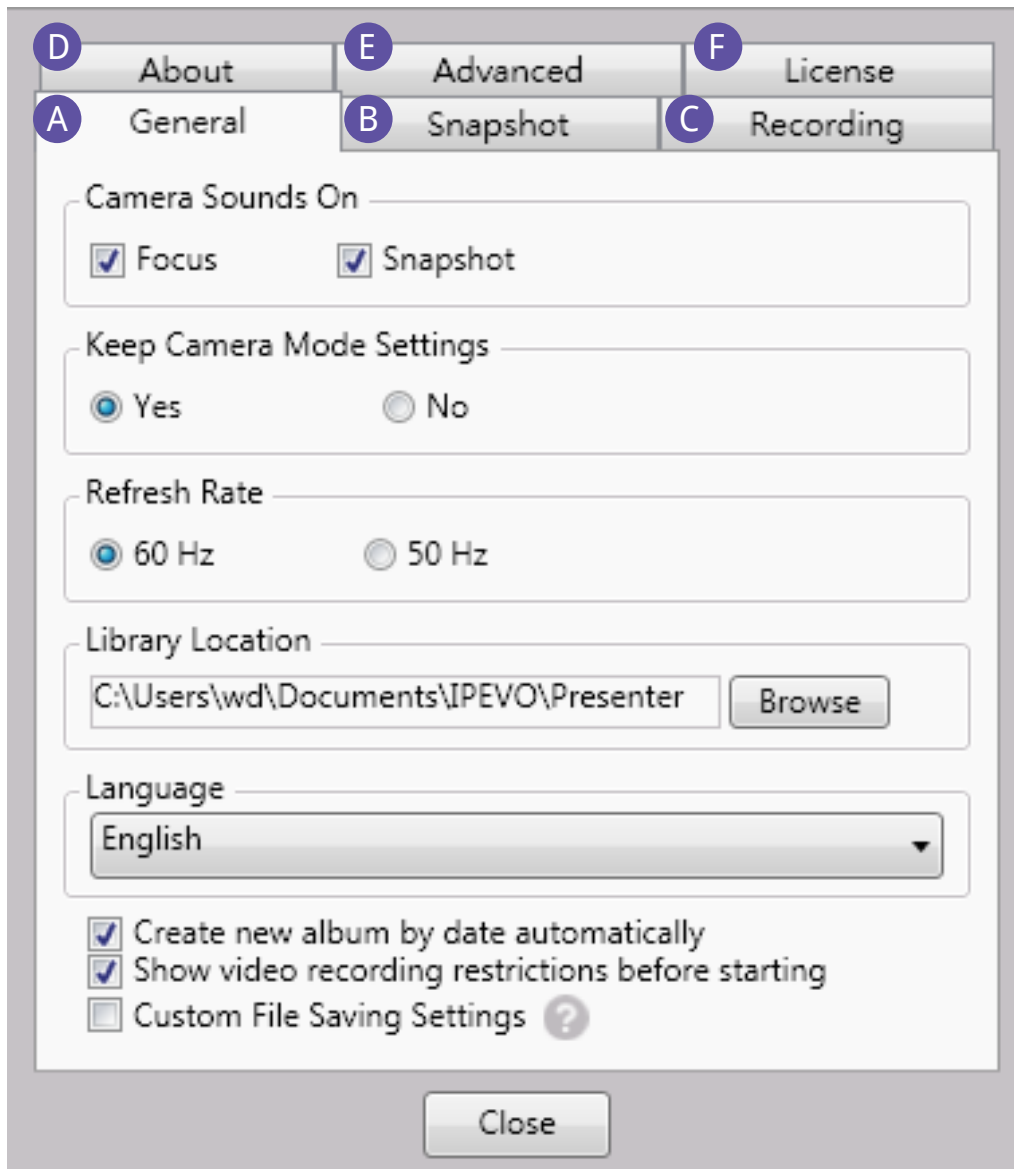 D About E Advanced F License
A General B Snapshot C Recording
Camera Sounds On
Focus Snapshot
Keep Camera Mode Settings
Yes No
Refresh Rate
60 Hz 50 Hz
Library Location
C:\Users\wd\Documents\IPEVO\Presenter Browse
Language
English
Create new album by date automatically
Show video recording restrictions before starting
Custom File Saving Settings ?
Close